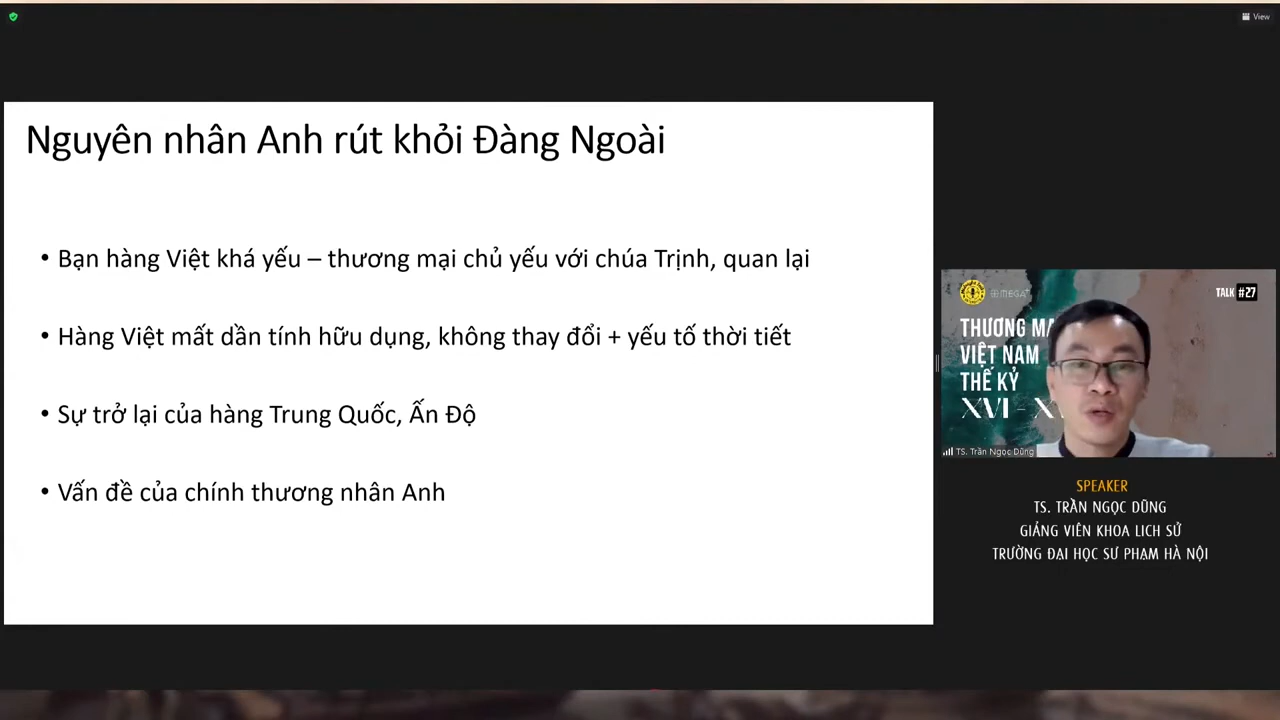 View
Nguyên nhân Anh rút khỏi Đàng Ngoài
• Bạn hàng Việt khá yếu – thương mại chủ yếu với chúa Trịnh, quan lại
• Hàng Việt mất dần tính hữu dụng, không thay đổi + yếu tố thời tiết
• Sự trở lại của hàng Trung Quốc, Ấn Độ
• Vấn đề của chính thương nhân Anh
TALK #27
THƯƠNG MẠ
VIỆT NAM
THẾ KỶ
XVI - XV
TS. Trần Ngọc Dũng
SPEAKER
TS. TRẦN NGỌC DŨNG
GIẢNG VIÊN KHOA LỊCH SỬ
TRƯỜNG ĐẠI HỌC SƯ PHẠM HÀ NỘI